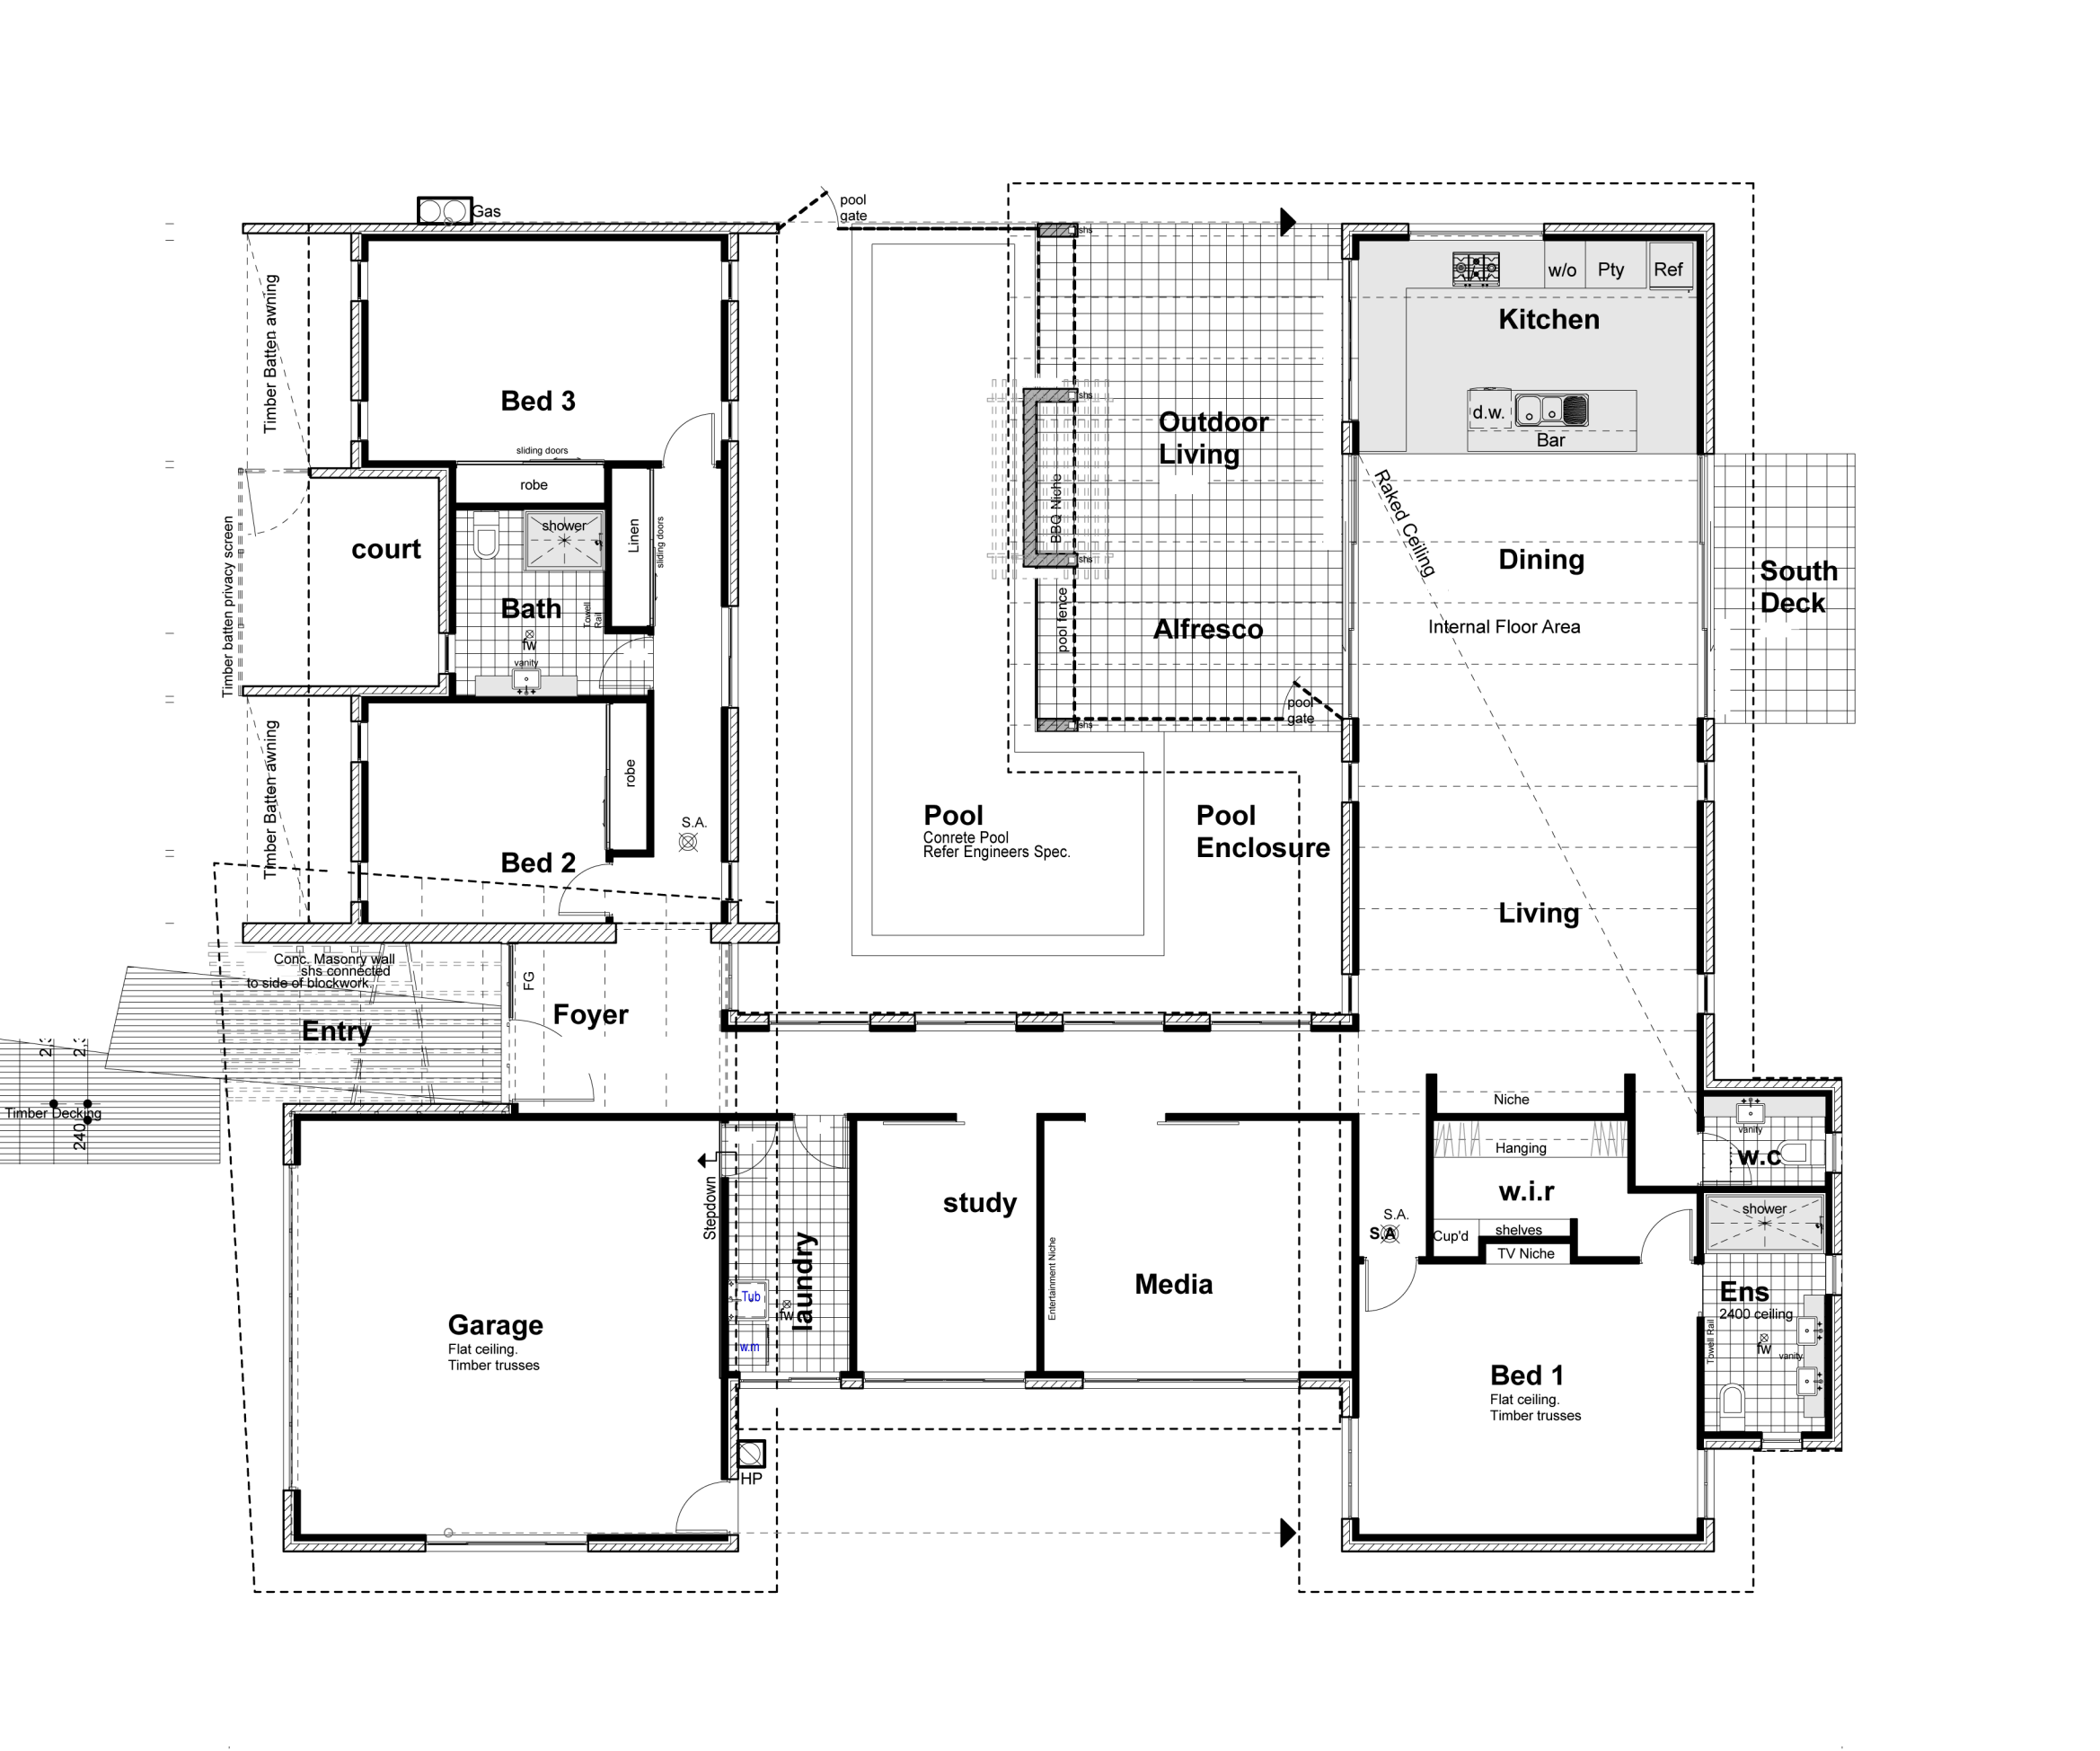 Gas
pool
gate
shs
Timber Batten awning
w/o
Pty
Ref
Kitchen
Bed 3
shs
d.w.
Bar
Outdoor
Living
sliding doors
robe
Raked Ceiling
BBQ Niche
shower
Linen
sliding doors
court
Timber batten privacy screen
shs
Dining
South
Deck
Bath
Towell
Rail
fw
vanity
pool fence
Alfresco
Internal Floor Area
pool
gate
shs
Timber Batten awning
robe
S.A.
Bed 2
Pool
Conrete Pool
Refer Engineers Spec.
Pool
Enclosure
Living
Conc. Masonry wall
shs connected
to side of blockwork.
FG
Foyer
Entry
Timber Decking
240
Niche
vanity
w.c
Hanging
w.i.r
Stepdown
study
S.A.
S.A
Cup'd
shelves
TV Niche
shower
laundry
Entertainment Niche
Media
Ens
2400 ceiling
Tub
fw
w.m
Garage
Flat ceiling.
Timber trusses
Towell Rail
fw
vanity
Bed 1
Flat ceiling.
Timber trusses
HP